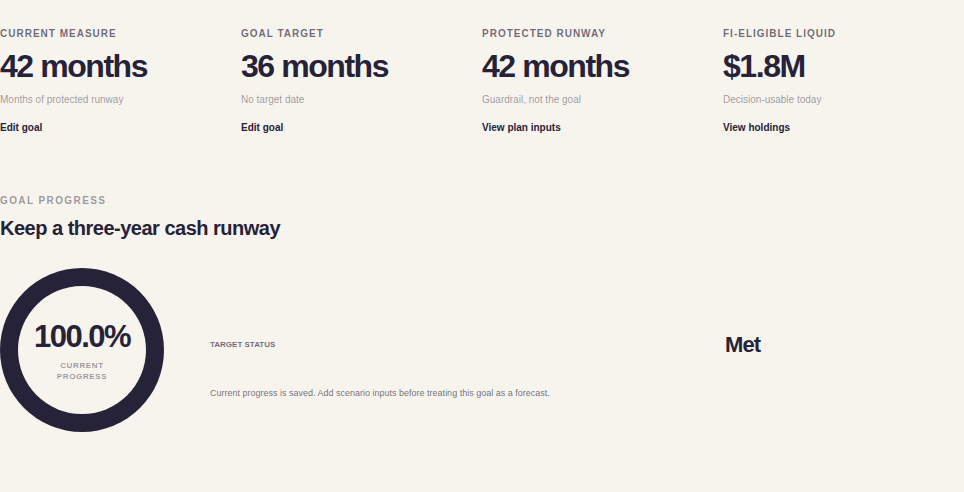 CURRENT MEASURE
42 months
Months of protected runway
Edit goal
GOAL TARGET
36 months
No target date
Edit goal
PROTECTED RUNWAY
42 months
Guardrail, not the goal
View plan inputs
FI-ELIGIBLE LIQUID
$1.8M
Decision-usable today
View holdings
GOAL PROGRESS
Keep a three-year cash runway
100.0%
CURRENT
PROGRESS
TARGET STATUS
Met
Current progress is saved. Add scenario inputs before treating this goal as a forecast.